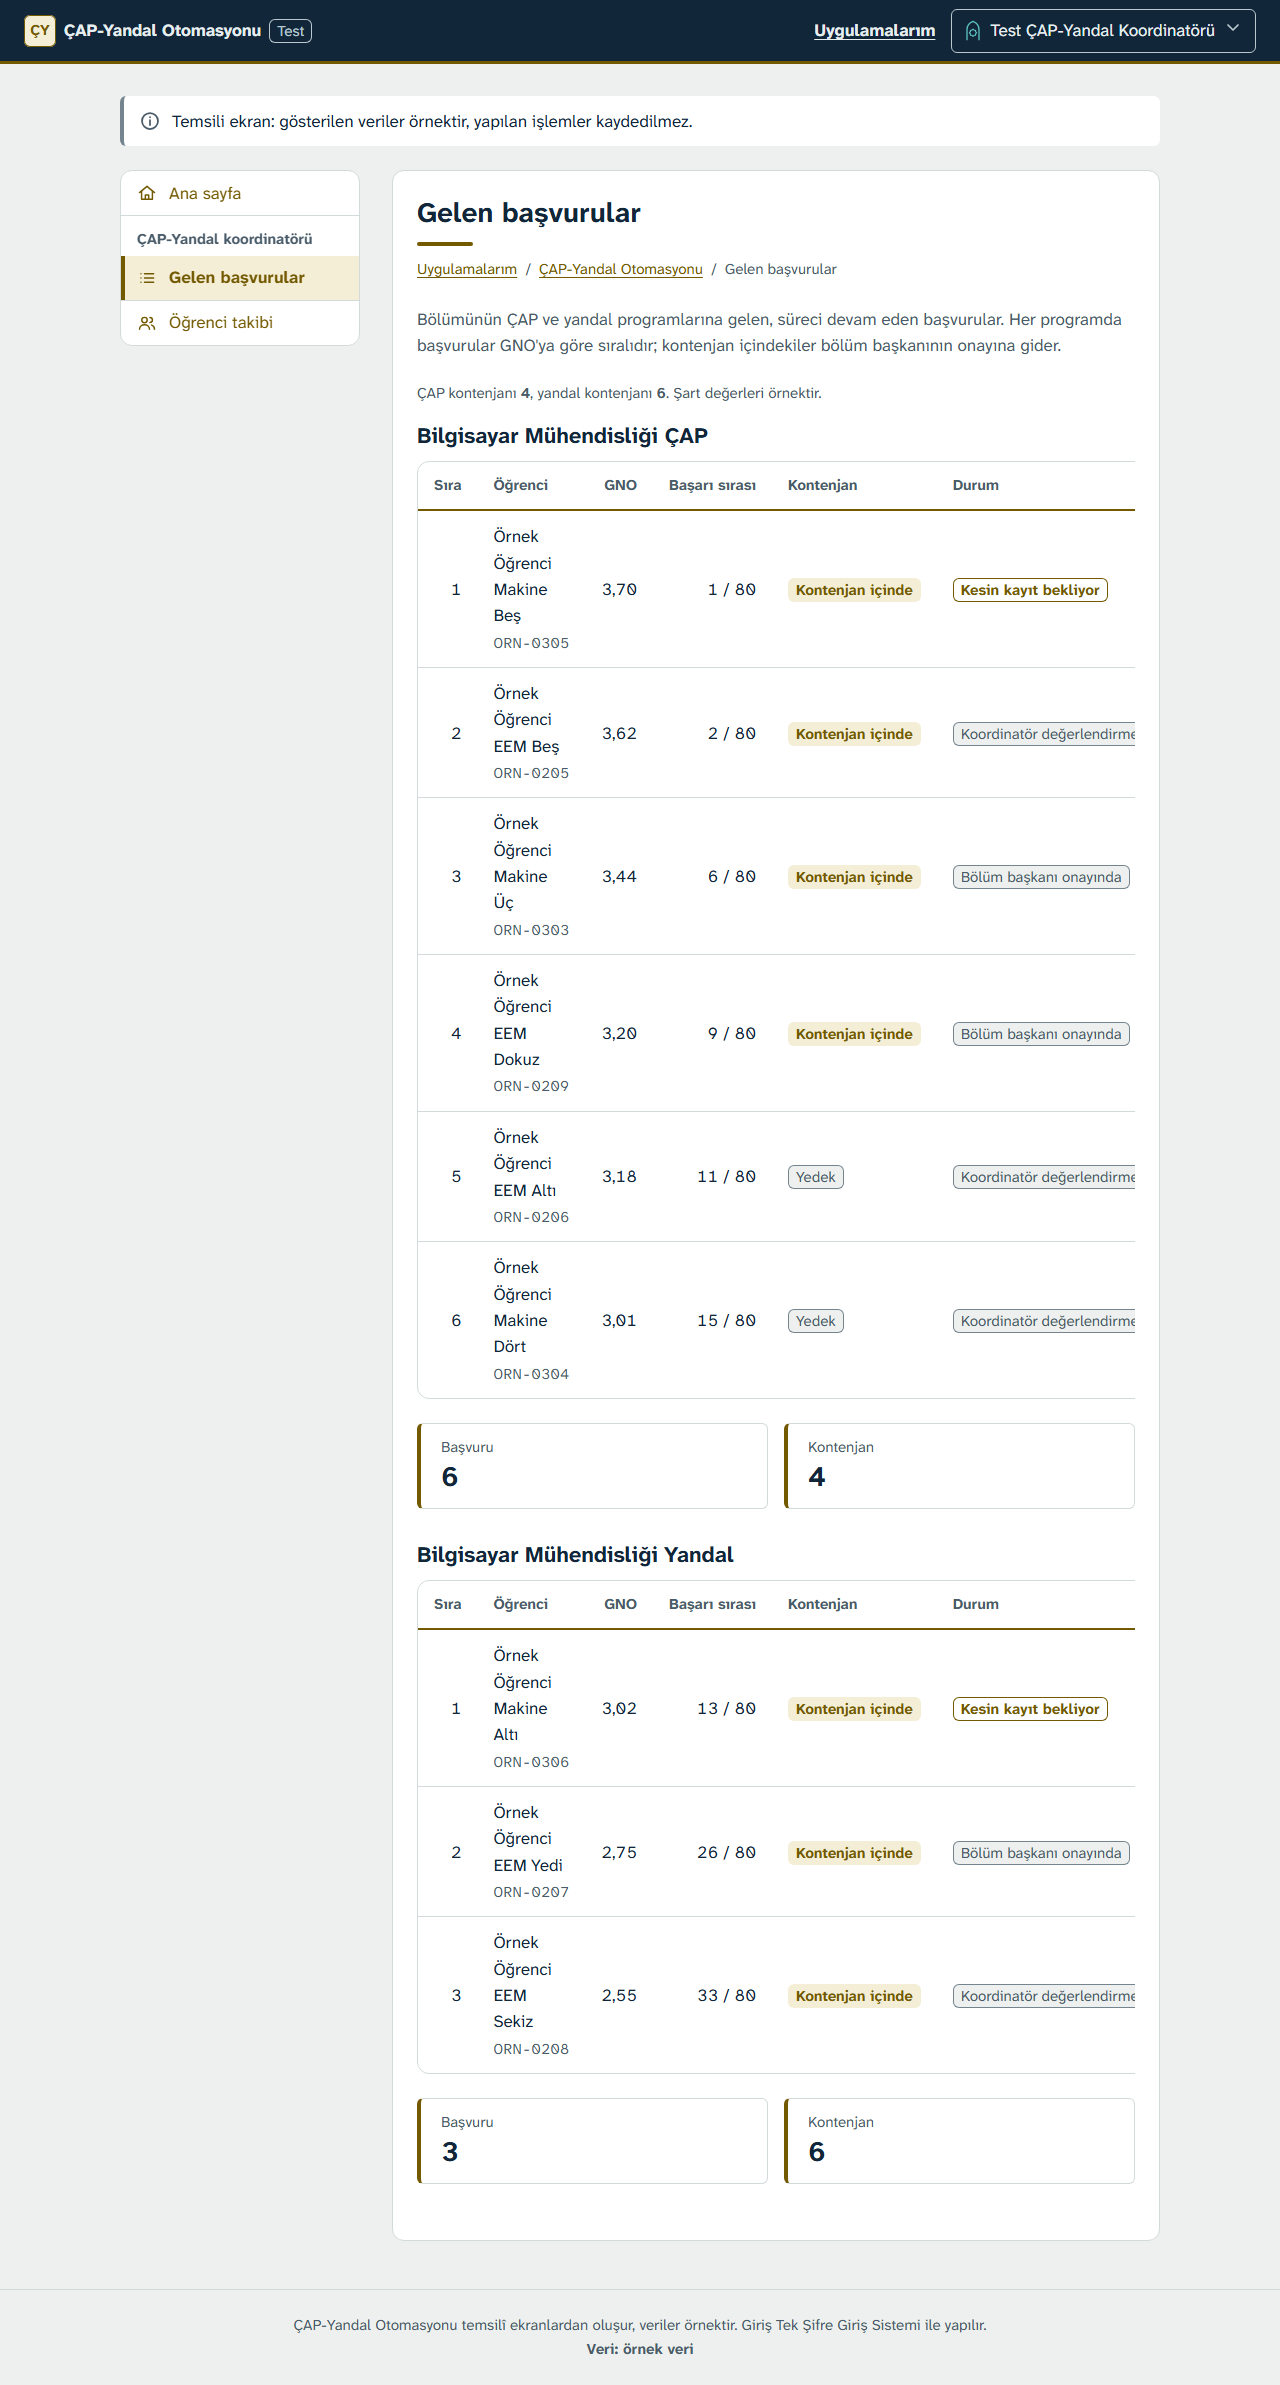 ÇY ÇAP-Yandal Otomasyonu Test
Uygulamalarım
Test ÇAP-Yandal Koordinatörü
Temsili ekran: gösterilen veriler örnektir, yapılan işlemler kaydedilmez.
Ana sayfa
ÇAP-Yandal koordinatörü
Gelen başvurular
Öğrenci takibi
Gelen başvurular
Uygulamalarım / ÇAP-Yandal Otomasyonu / Gelen başvurular
Bölümünün ÇAP ve yandal programlarına gelen, süreci devam eden başvurular. Her programda
başvurular GNO'ya göre sıralıdır; kontenjan içindekiler bölüm başkanının onayına gider.
ÇAP kontenjanı 4, yandal kontenjanı 6. Şart değerleri örnektir.
Bilgisayar Mühendisliği ÇAP
Sıra Öğrenci GNO Başarı sırası Kontenjan Durum
Örnek
Öğrenci
1 Makine 3,70 1 / 80 Kontenjan içinde Kesin kayıt bekliyor
Beş
ORN-0305
Örnek
Öğrenci
2 EEM Beş 3,62 2 / 80 Kontenjan içinde Koordinatör değerlendirme
ORN-0205
Örnek
Öğrenci
3 Makine 3,44 6 / 80 Kontenjan içinde Bölüm başkanı onayında
Üç
ORN-0303
Örnek
Öğrenci
4 EEM 3,20 9 / 80 Kontenjan içinde Bölüm başkanı onayında
Dokuz
ORN-0209
Örnek
Öğrenci
5 EEM Altı 3,18 11 / 80 Yedek Koordinatör değerlendirme
ORN-0206
Örnek
Öğrenci
6 Makine 3,01 15 / 80 Yedek Koordinatör değerlendirme
Dört
ORN-0304
Başvuru
6
Kontenjan
4
Bilgisayar Mühendisliği Yandal
Sıra Öğrenci GNO Başarı sırası Kontenjan Durum
Örnek
Öğrenci
1 Makine 3,02 13 / 80 Kontenjan içinde Kesin kayıt bekliyor
Altı
ORN-0306
Örnek
Öğrenci
2 EEM Yedi 2,75 26 / 80 Kontenjan içinde Bölüm başkanı onayında
ORN-0207
Örnek
Öğrenci
3 EEM 2,55 33 / 80 Kontenjan içinde Koordinatör değerlendirme
Sekiz
ORN-0208
Başvuru
3
Kontenjan
6
ÇAP-Yandal Otomasyonu temsilî ekranlardan oluşur, veriler örnektir. Giriş Tek Şifre Giriş Sistemi ile yapılır.
Veri: örnek veri